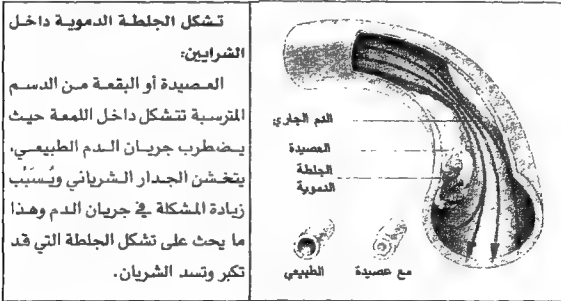 تشكل الجلطة الدموية داخل
الشرايين:
العصيدة أو البقعة من الدسم
المترسبة تتشكل داخل اللمعة حيث
يضطرب جريان الدم الطبيعي،
يتخشن الجدار الشرياني ويُسَبِّب
زيادة المشكلة في جريان الدم وهذا
ما يحث على تشكل الجلطة التي قد
تكبر وتسد الشريان.
الدم الجاري
العصيدة
الجلطة
الدموية
الطبيعي
مع عصيدة